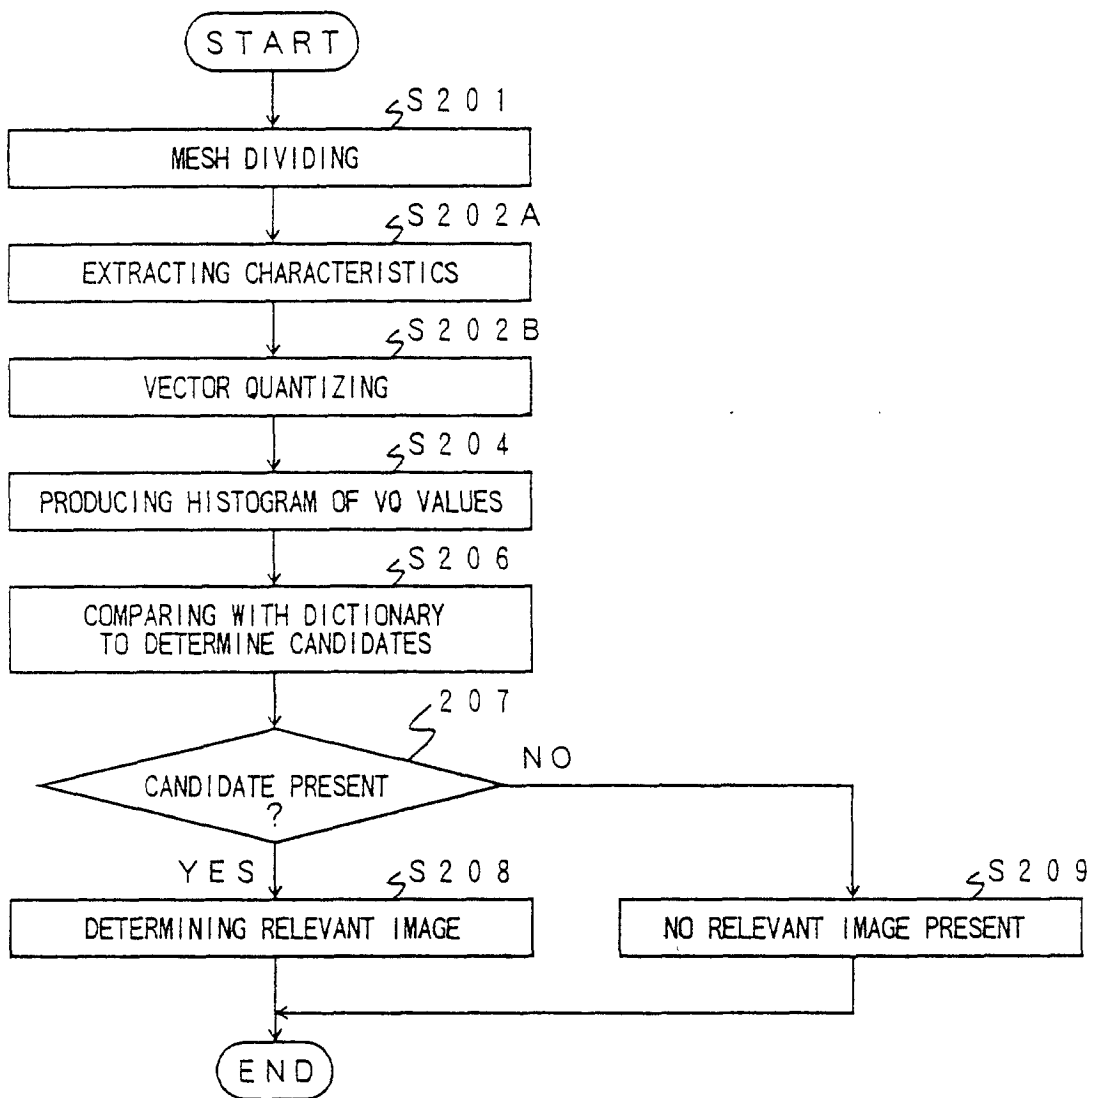 START
S201
MESH DIVIDING
S202A
EXTRACTING CHARACTERISTICS
S202B
VECTOR QUANTIZING
S204
PRODUCING HISTOGRAM OF VQ VALUES
S206
COMPARING WITH DICTIONARY
TO DETERMINE CANDIDATES
207
CANDIDATE PRESENT
?
NO
YES
S208
DETERMINING RELEVANT IMAGE
S209
NO RELEVANT IMAGE PRESENT
END